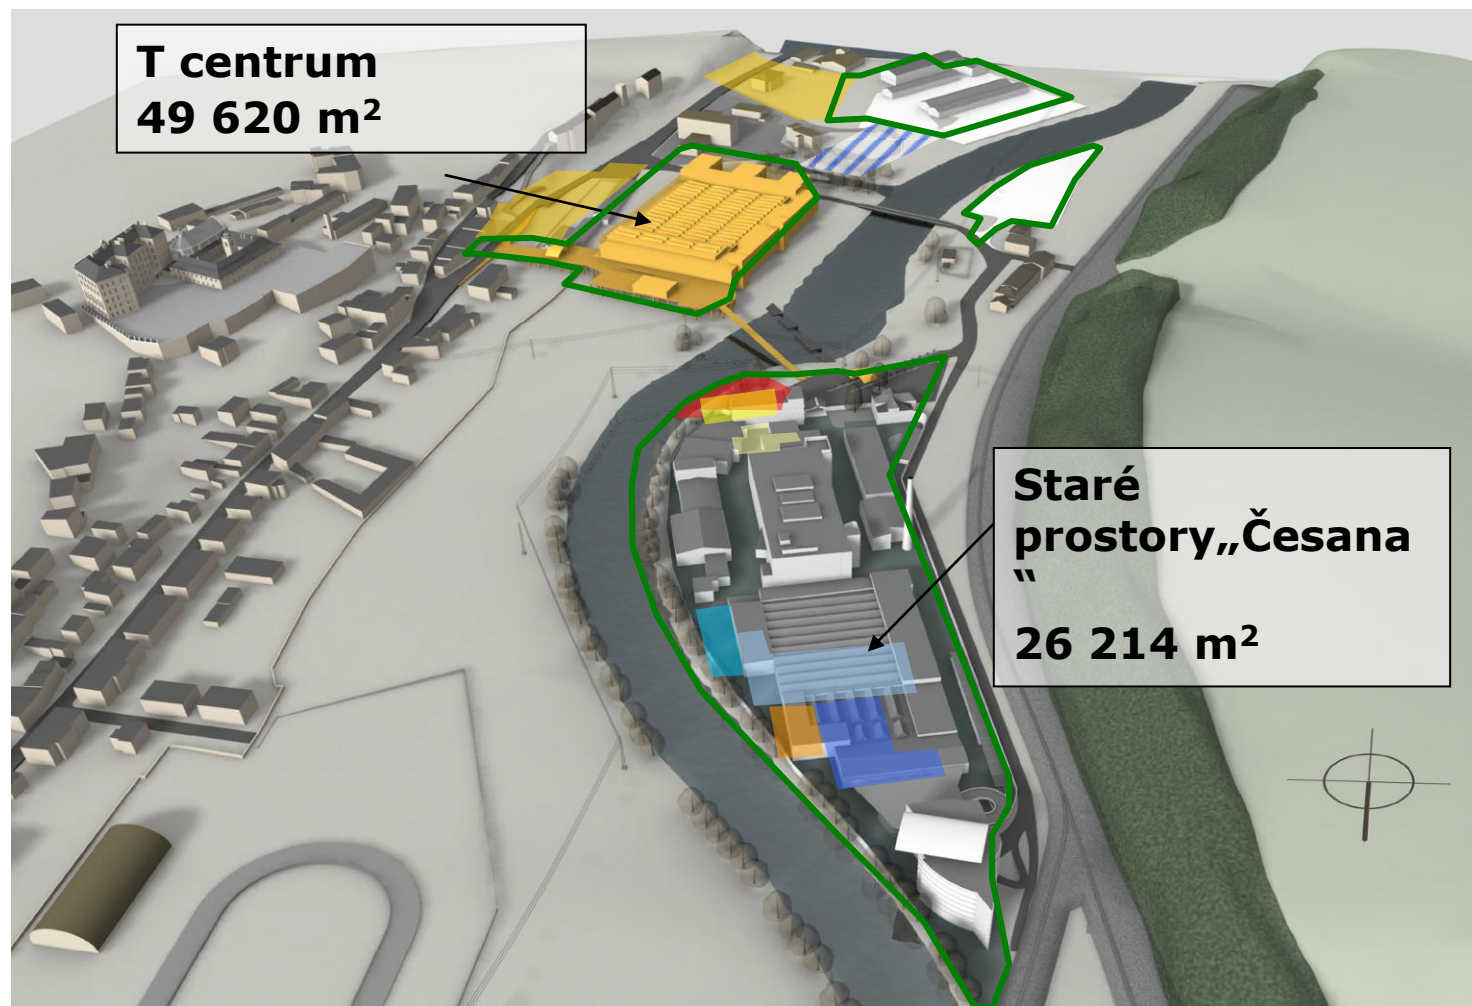 T centrum
49 620 m²
Staré
prostory„Česana
“
26 214 m²